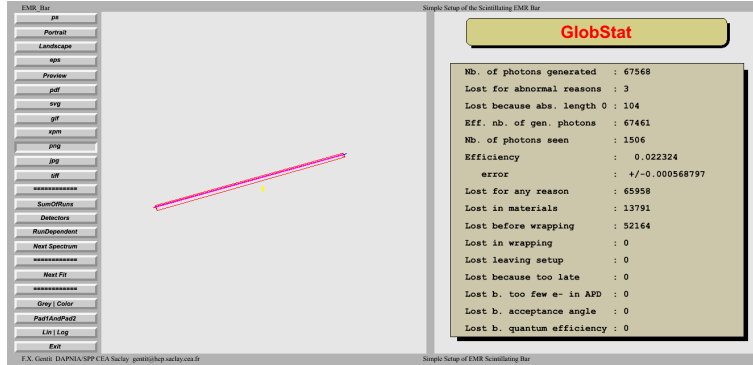 EMR_Bar
Simple Setup of the Scintillating EMR Bar
ps
Portrait
Landscape
eps
Preview
pdf
svg
gif
xpm
png
jpg
tiff
============
SumOfRuns
Detectors
RunDependent
Next Spectrum
============
Next Fit
============
Grey | Color
Pad1AndPad2
Lin | Log
Exit
GlobStat
Nb. of photons generated : 67568
Lost for abnormal reasons : 3
Lost because abs. length 0 : 104
Eff. nb. of gen. photons : 67461
Nb. of photons seen : 1506
Efficiency : 0.022324
error : +/-0.000568797
Lost for any reason : 65958
Lost in materials : 13791
Lost before wrapping : 52164
Lost in wrapping : 0
Lost leaving setup : 0
Lost because too late : 0
Lost b. too few e- in APD : 0
Lost b. acceptance angle : 0
Lost b. quantum efficiency : 0
F.X. Gentit DAPNIA/SPP CEA Saclay gentit@hep.saclay.cea.fr
Simple Setup of EMR Scintillating Bar